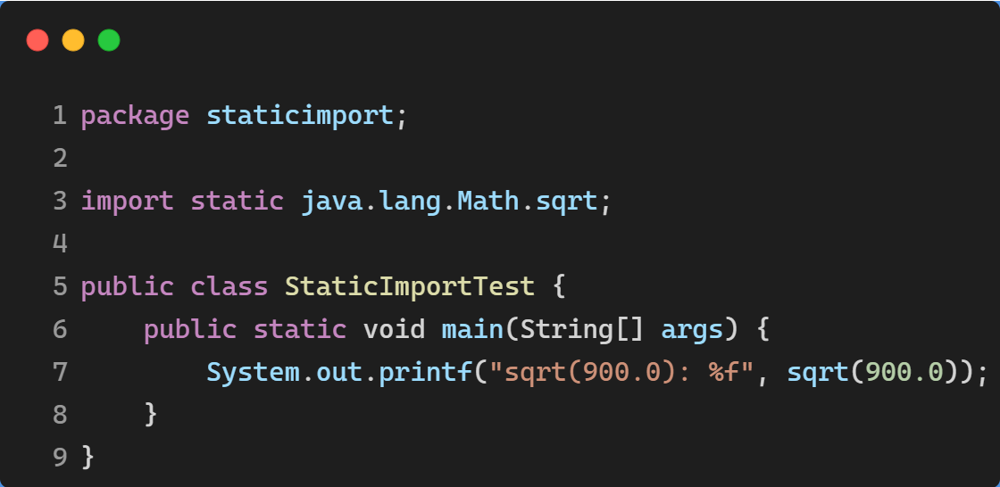 1 package staticimport;
2
3 import static java.lang.Math.sqrt;
4
5 public class StaticImportTest {
6     public static void main(String[] args) {
7         System.out.printf("sqrt(900.0): %f", sqrt(900.0));
8     }
9 }